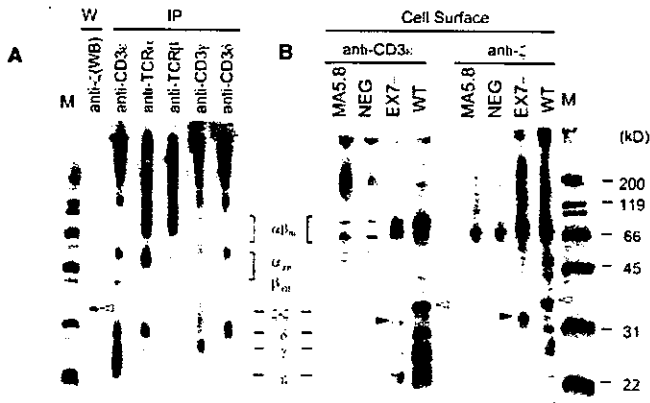 W
IP
Cell Surface
A
B
anti-CD3ε
anti-ζ
M
anti-ζ(WB)
anti-CD3ε
anti-TCRα
anti-TCRβ
anti-CD3γ
anti-CD3δ
MA5.8
NEG
EX7-
WT
MA5.8
NEG
EX7-
WT
M
(kD)
200
119
αβm
66
α
45
β
δ
31
γ
ε
22